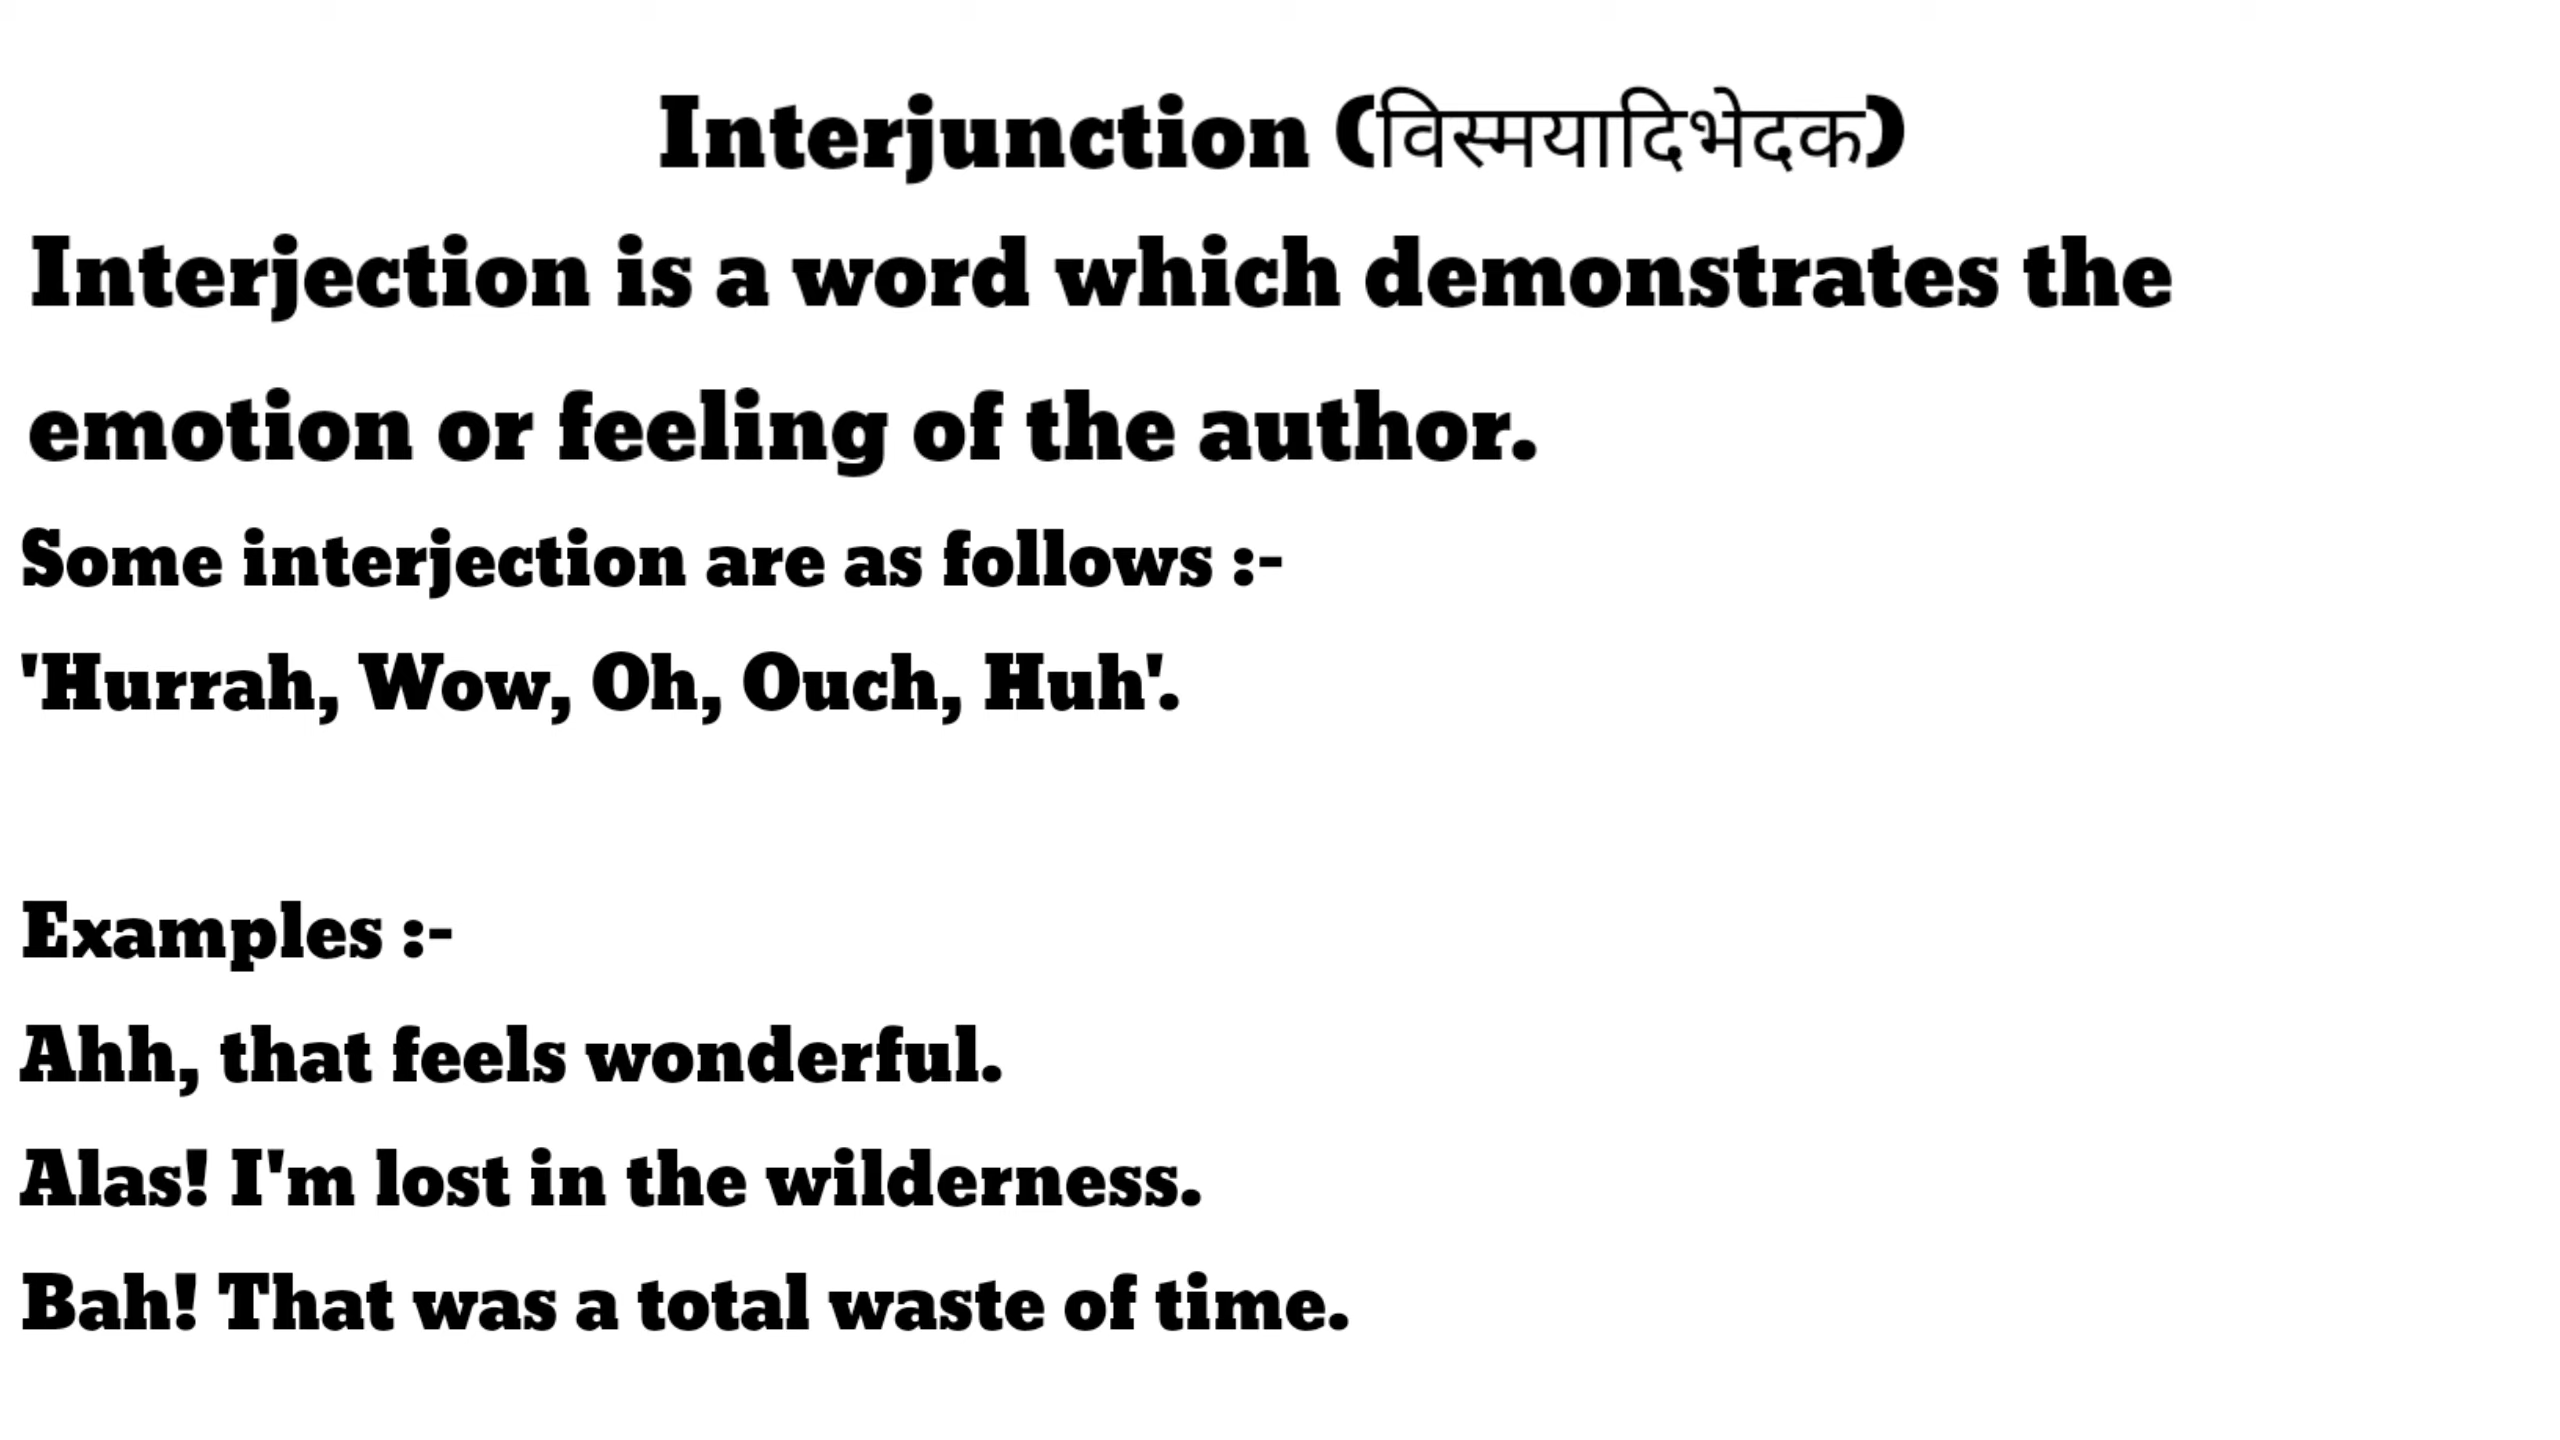 Interjunction (विस्मयादिभेदक)
Interjection is a word which demonstrates the
emotion or feeling of the author.
Some interjection are as follows :-
'Hurrah, Wow, Oh, Ouch, Huh'.
Examples :-
Ahh, that feels wonderful.
Alas! I'm lost in the wilderness.
Bah! That was a total waste of time.